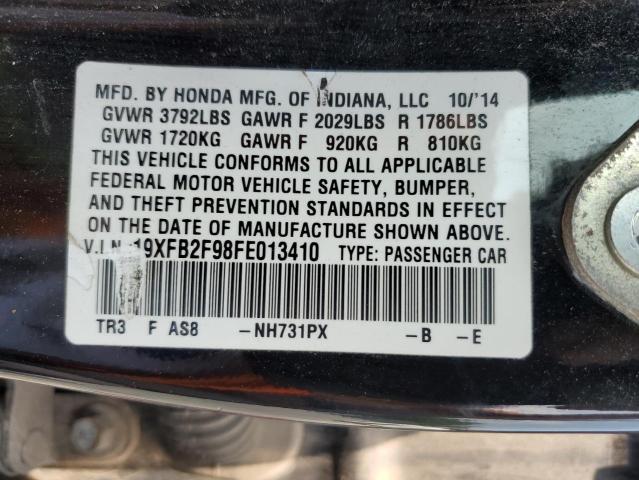 MFD. BY HONDA MFG. OF INDIANA, LLC 10/'14
GVWR 3792LBS GAWR F 2029LBS R 1786LBS
GVWR 1720KG GAWR F 920KG R 810KG
THIS VEHICLE CONFORMS TO ALL APPLICABLE
FEDERAL MOTOR VEHICLE SAFETY, BUMPER,
AND THEFT PREVENTION STANDARDS IN EFFECT
ON THE DATE OF MANUFACTURE SHOWN ABOVE.
V.I.N.:19XFB2F98FE013410 TYPE: PASSENGER CAR
TR3 F AS8 -NH731PX -B -E